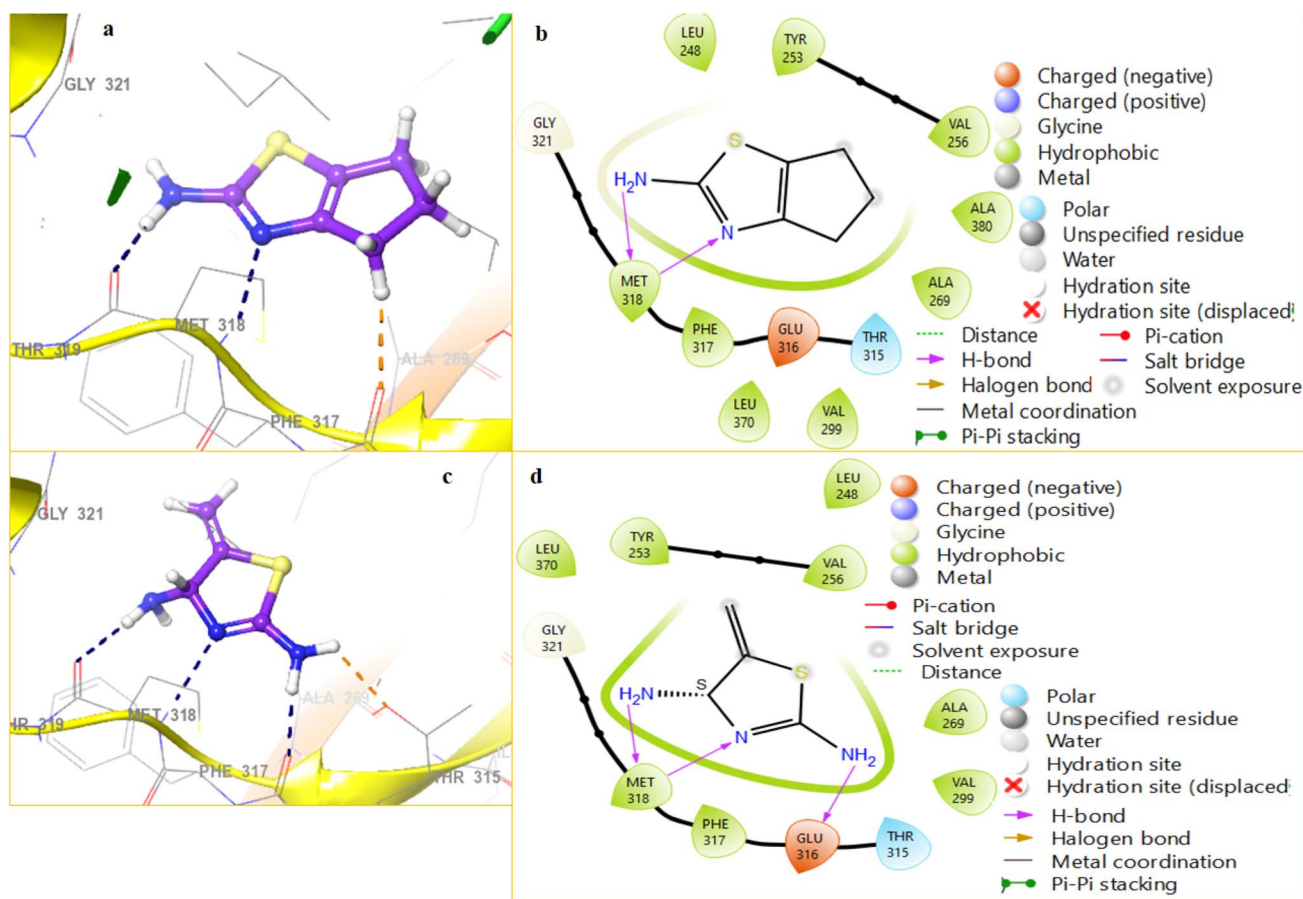 a
GLY 321
MET 318
THR 319
ALA 269
PHE 317
b
LEU
248
TYR
253
GLY
321
VAL
256
S
H2N
N
ALA
380
MET
318
ALA
269
PHE
317
GLU
316
THR
315
LEU
370
VAL
299
Charged (negative)
Charged (positive)
Glycine
Hydrophobic
Metal
Polar
Unspecified residue
Water
Hydration site
Hydration site (displaced)
Distance
Pi-cation
H-bond
Salt bridge
Halogen bond
Solvent exposure
Metal coordination
Pi-Pi stacking
c
GLY 321
ALA 269
HR 319
MET 318
PHE 317
THR 315
d
LEU
248
TYR
253
LEU
370
VAL
256
GLY
321
S
S
H2N
N
NH2
ALA
269
MET
318
VAL
299
PHE
317
GLU
316
THR
315
Charged (negative)
Charged (positive)
Glycine
Hydrophobic
Metal
Pi-cation
Salt bridge
Solvent exposure
Distance
Polar
Unspecified residue
Water
Hydration site
Hydration site (displaced)
H-bond
Halogen bond
Metal coordination
Pi-Pi stacking